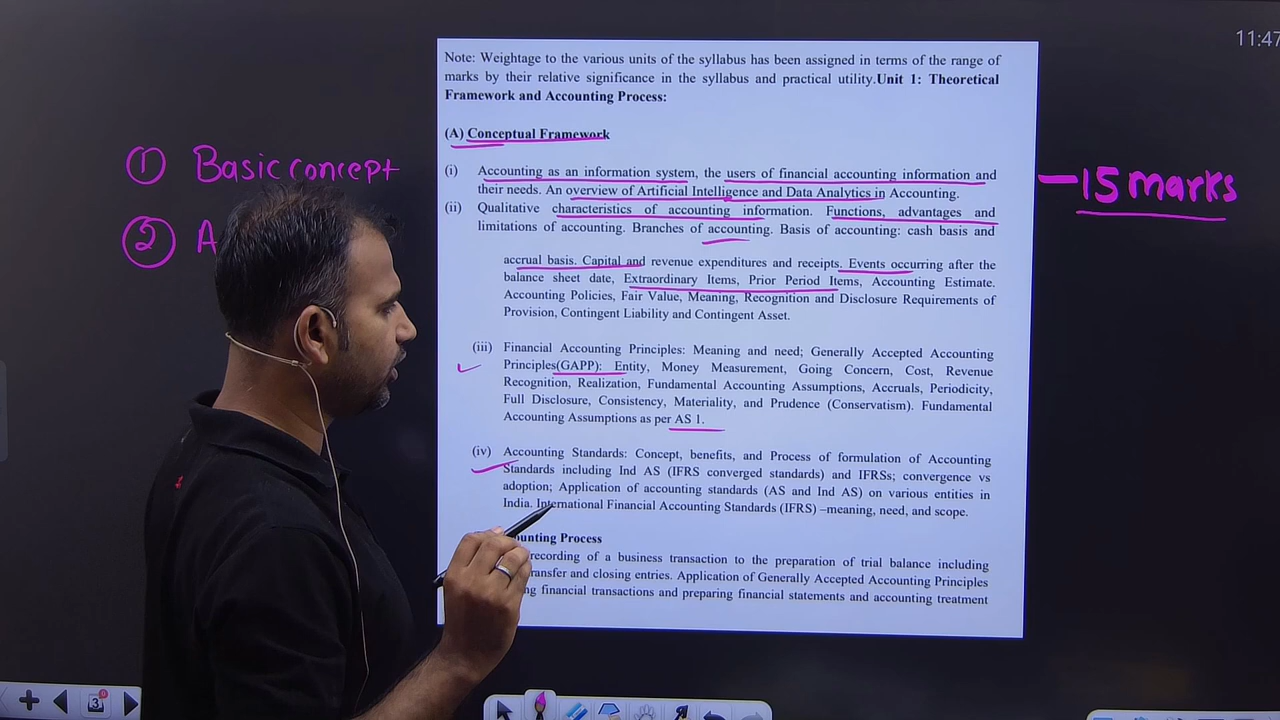 11:47
Note: Weightage to the various units of the syllabus has been assigned in terms of the range of
marks by their relative significance in the syllabus and practical utility.Unit 1: Theoretical
Framework and Accounting Process:
(A) Conceptual Framework
① Basic concept
② A
(i) Accounting as an information system, the users of financial accounting information and
their needs. An overview of Artificial Intelligence and Data Analytics in Accounting.
15 marks
(ii) Qualitative characteristics of accounting information. Functions, advantages and
limitations of accounting. Branches of accounting. Basis of accounting: cash basis and
accrual basis. Capital and revenue expenditures and receipts. Events occurring after the
balance sheet date, Extraordinary Items, Prior Period Items, Accounting Estimate.
Accounting Policies, Fair Value, Meaning, Recognition and Disclosure Requirements of
Provision, Contingent Liability and Contingent Asset.
(iii) Financial Accounting Principles: Meaning and need; Generally Accepted Accounting
Principles(GAPP): Entity, Money Measurement, Going Concern, Cost, Revenue
Recognition, Realization, Fundamental Accounting Assumptions, Accruals, Periodicity,
Full Disclosure, Consistency, Materiality, and Prudence (Conservatism). Fundamental
Accounting Assumptions as per AS 1.
(iv) Accounting Standards: Concept, benefits, and Process of formulation of Accounting
Standards including Ind AS (IFRS converged standards) and IFRSs; convergence vs
adoption; Application of accounting standards (AS and Ind AS) on various entities in
India. International Financial Accounting Standards (IFRS) –meaning, need, and scope.
ounting Process
recording of a business transaction to the preparation of trial balance including
ransfer and closing entries. Application of Generally Accepted Accounting Principles
ng financial transactions and preparing financial statements and accounting treatment
3